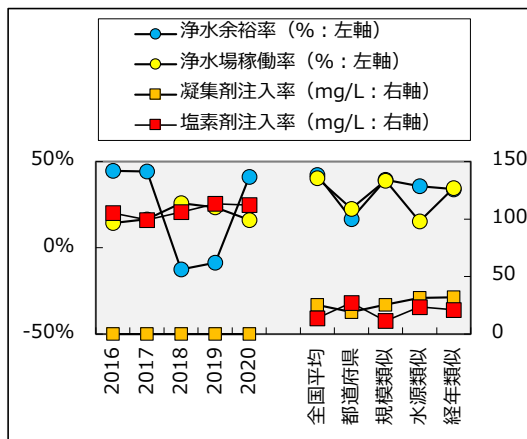 浄水余裕率（%：左軸）
浄水場稼働率（%：左軸）
凝集剤注入率（mg/L：右軸）
塩素剤注入率（mg/L：右軸）
50%
0%
-50%
150
100
50
0
2016
2017
2018
2019
2020
全国平均
都道府県
規模類似
水源類似
経年類似